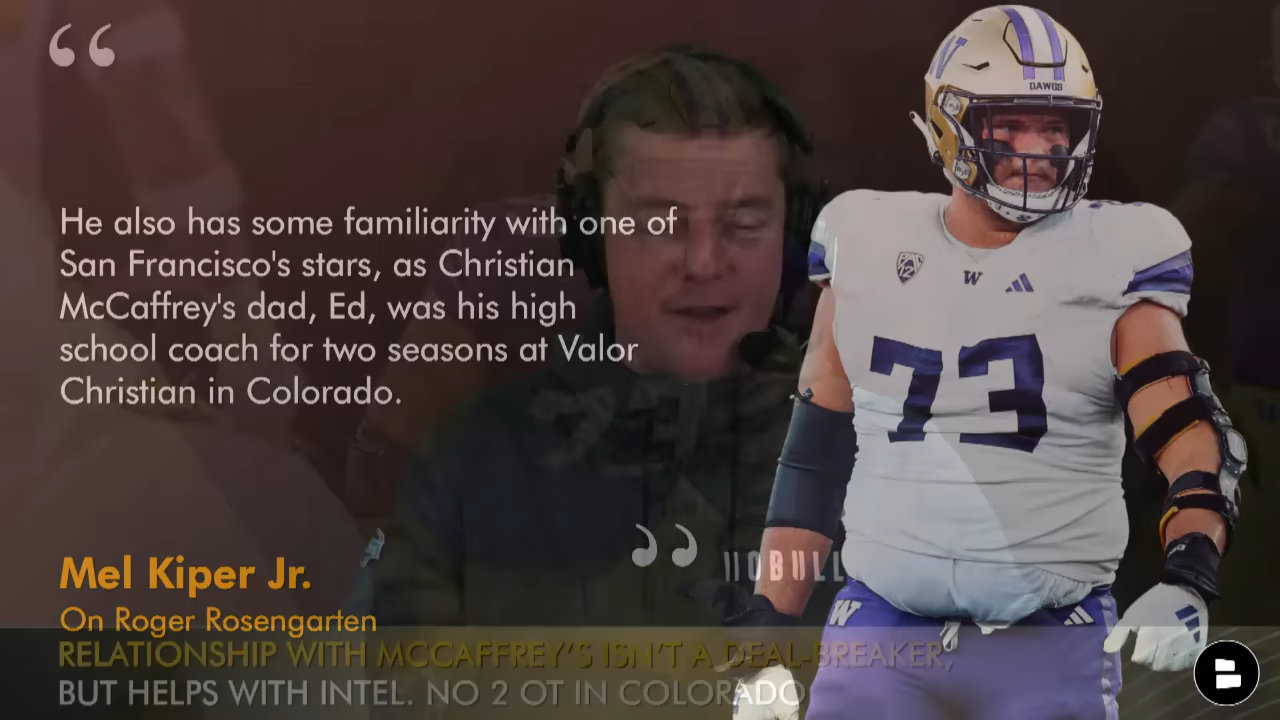 “
He also has some familiarity with one of
San Francisco's stars, as Christian
McCaffrey's dad, Ed, was his high
school coach for two seasons at Valor
Christian in Colorado.
”
Mel Kiper Jr.
On Roger Rosengarten
RELATIONSHIP WITH MCCAFFREY'S ISN'T A DEAL-BREAKER,
BUT HELPS WITH INTEL. NO 2 OT IN COLORADO
W
DAWGS
12
W
73
NOBULL
W
W